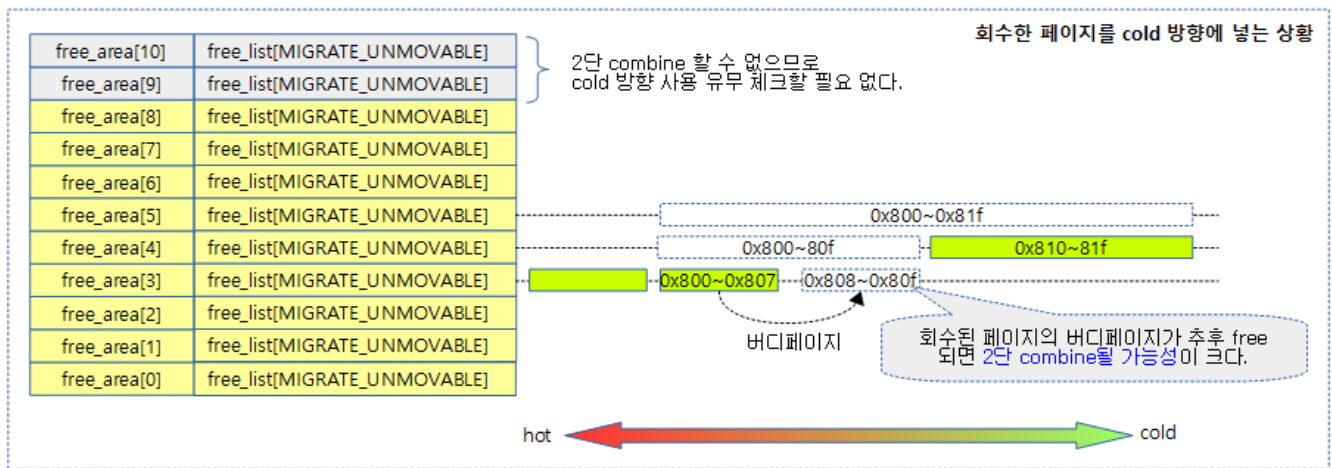 회수한 페이지를 cold 방향에 넣는 상황
free_area[10] free_list[MIGRATE_UNMOVABLE]
free_area[9] free_list[MIGRATE_UNMOVABLE]
2단 combine 할 수 없으므로
cold 방향 사용 유무 체크할 필요 없다.
free_area[8] free_list[MIGRATE_UNMOVABLE]
free_area[7] free_list[MIGRATE_UNMOVABLE]
free_area[6] free_list[MIGRATE_UNMOVABLE]
free_area[5] free_list[MIGRATE_UNMOVABLE] 0x800~0x81f
free_area[4] free_list[MIGRATE_UNMOVABLE] 0x800~80f 0x810~81f
free_area[3] free_list[MIGRATE_UNMOVABLE] 0x800~0x807 0x808~0x80f
free_area[2] free_list[MIGRATE_UNMOVABLE]
free_area[1] free_list[MIGRATE_UNMOVABLE]
free_area[0] free_list[MIGRATE_UNMOVABLE]
버디페이지
회수된 페이지의 버디페이지가 추후 free
되면 2단 combine될 가능성이 크다.
hot cold